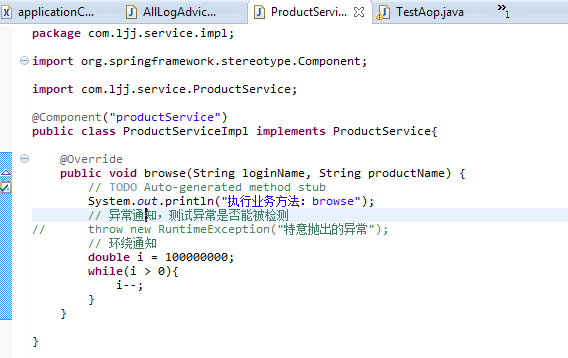 applicationC... AllLogAdvic... ProductServi... TestAop.java »1
package com.ljj.service.impl;
import org.springframework.stereotype.Component;
import com.ljj.service.ProductService;
@Component("productService")
public class ProductServiceImpl implements ProductService{
@Override
public void browse(String loginName, String productName) {
// TODO Auto-generated method stub
System.out.println("执行业务方法：browse");
// 异常通知，测试异常是否能被检测
// throw new RuntimeException("特意抛出的异常");
// 环绕通知
double i = 100000000;
while(i > 0){
i--;
}
}
}